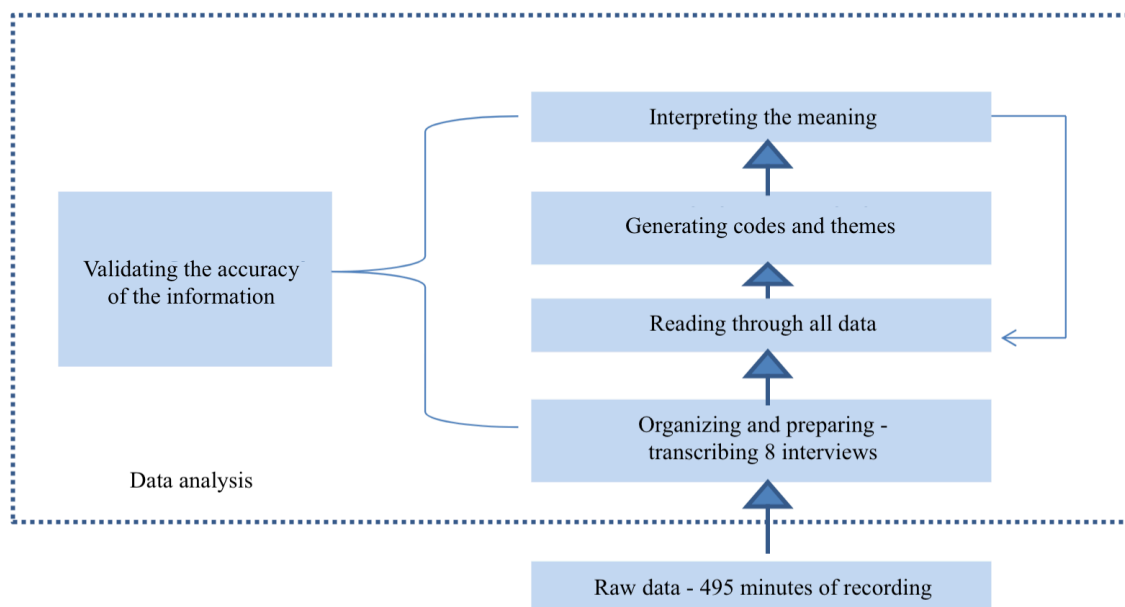 Interpreting the meaning
Generating codes and themes
Validating the accuracy
of the information
Reading through all data
Organizing and preparing -
transcribing 8 interviews
Data analysis
Raw data - 495 minutes of recording